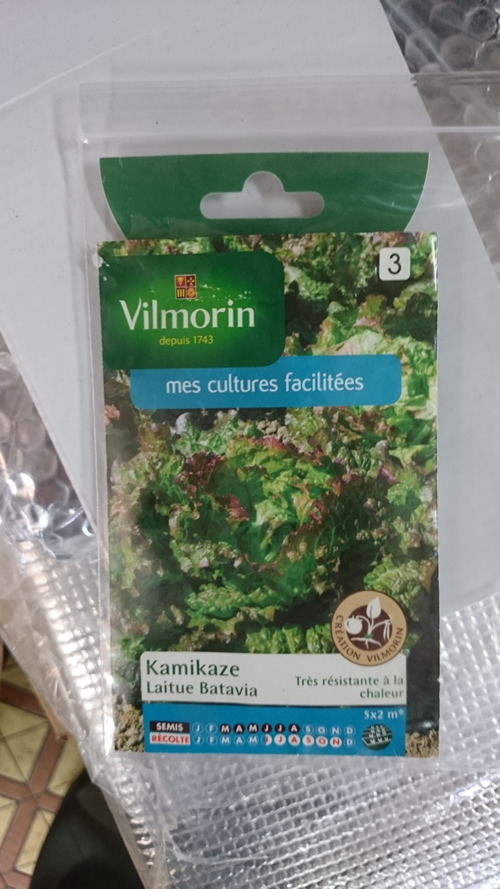 3
Vilmorin
depuis 1743
mes cultures facilitées
CRÉATION VILMORIN
Kamikaze
Laitue Batavia
Très résistante à la
chaleur
5x2 m*
SEMIS J F M A M J J A S O N D
RÉCOLTE J F M A M J J A S O N D